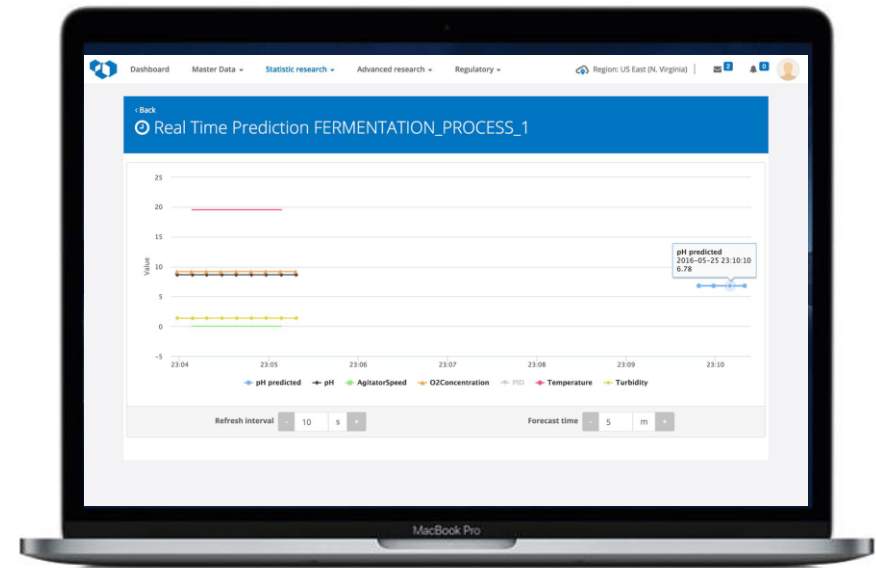 Dashboard Master Data Statistic research Advanced research Regulatory Region: US East (N. Virginia) 2 0
‹ Back
Real Time Prediction FERMENTATION_PROCESS_1
25
20
15
10
5
0
-5
Value
pH predicted
2016-05-25 23:10:10
6.78
23:04 23:05 23:06 23:07 23:08 23:09 23:10
pH predicted pH AgitatorSpeed O2Concentration PID Temperature Turbidity
Refresh interval - 10 s + Forecast time - 5 m +
MacBook Pro